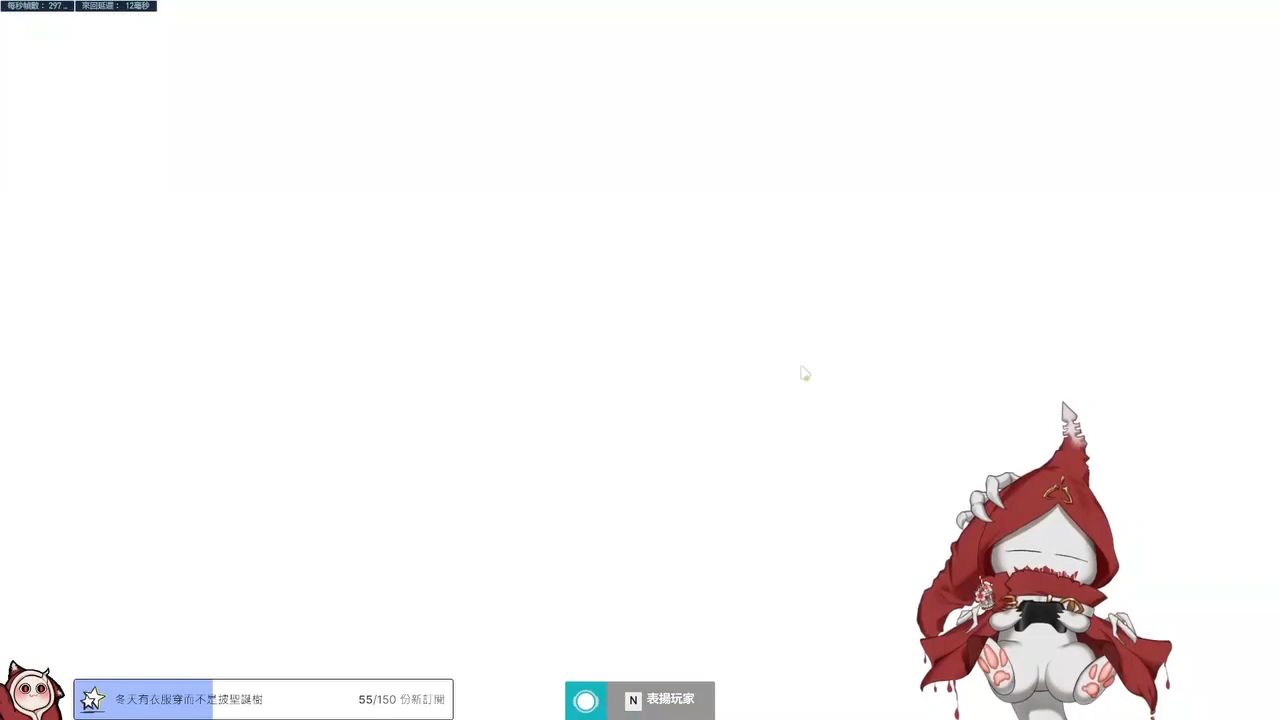 每秒幀數： 297
來回延遲： 12毫秒
冬天有衣服穿而不是披聖誕樹
55/150 份新訂閱
N 表揚玩家